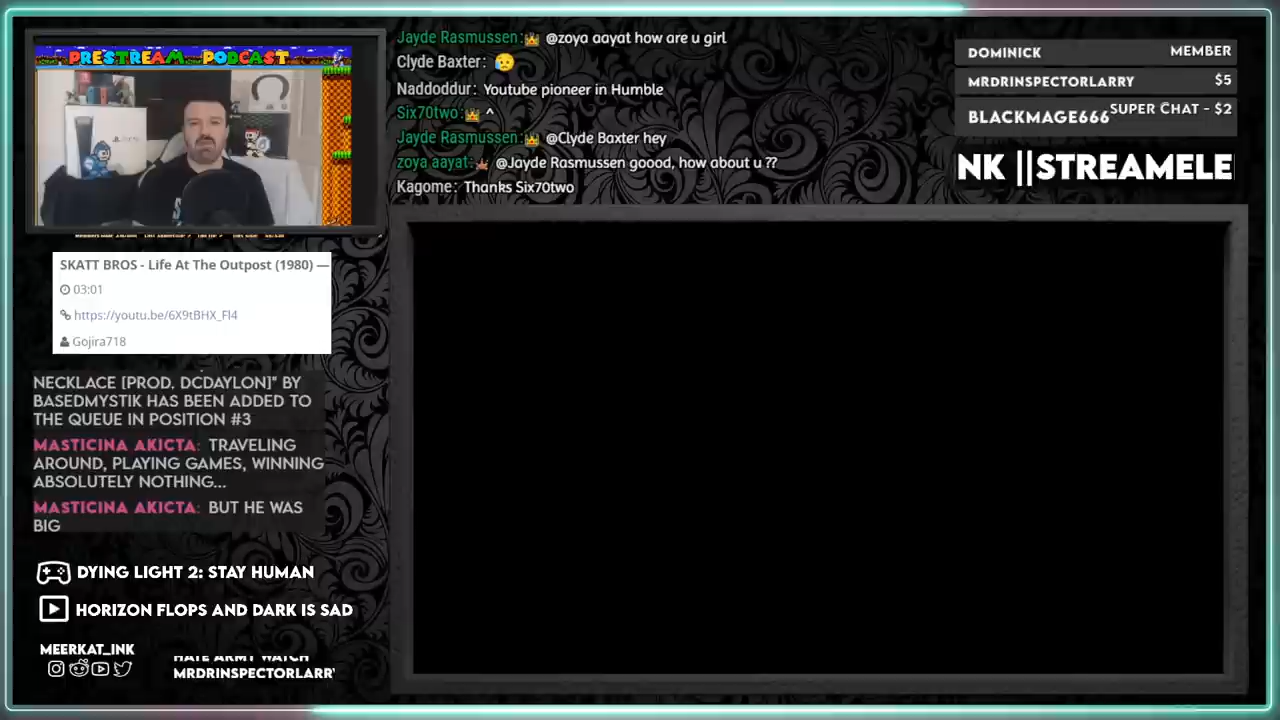 PRESTREAM PODCAST
Jayde Rasmussen: @zoya aayat how are u girl
Clyde Baxter: 😥
Naddoddur: Youtube pioneer in Humble
Six70two: ^
Jayde Rasmussen: @Clyde Baxter hey
zoya aayat: @Jayde Rasmussen goood, how about u ??
Kagome: Thanks Six70two
DOMINICK MEMBER
MRDRINSPECTORLARRY $5
BLACKMAGE666 SUPER CHAT - $2
NK ||STREAMELE
SKATT BROS - Life At The Outpost (1980) —
03:01
https://youtu.be/6X9tBHX_Fl4
Gojira718
NECKLACE [PROD. DCDAYLON]" BY
BASEDMYSTIK HAS BEEN ADDED TO
THE QUEUE IN POSITION #3
MASTICINA AKICTA: TRAVELING
AROUND, PLAYING GAMES, WINNING
ABSOLUTELY NOTHING...
MASTICINA AKICTA: BUT HE WAS
BIG
DYING LIGHT 2: STAY HUMAN
HORIZON FLOPS AND DARK IS SAD
MEERKAT_INK
HATE ARMY WATCH
MRDRINSPECTORLARR